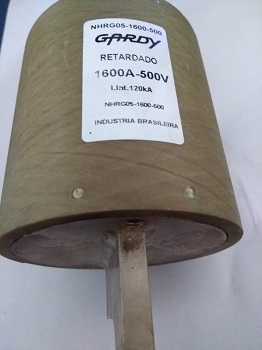 NHRG05-1600-500
GARDY
RETARDADO
1600A-500V
I.Int.120kA
NHRG05-1600-500
INDUSTRIA BRASILEIRA